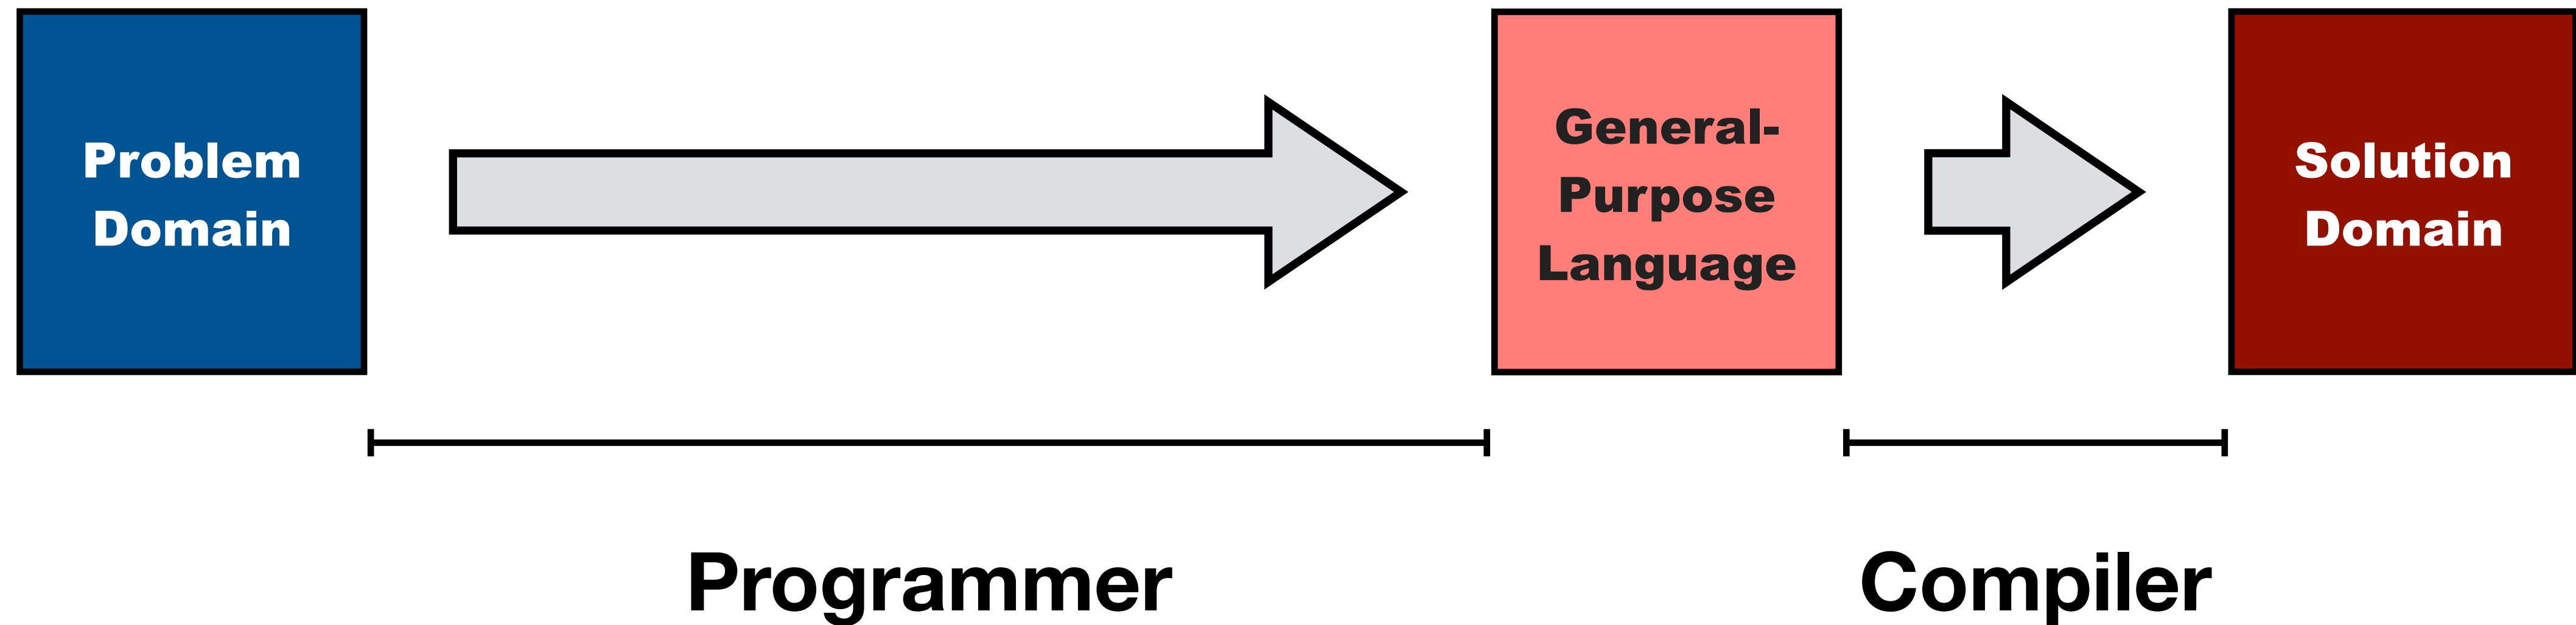 Problem
Domain
General-
Purpose
Language
Solution
Domain
Programmer
Compiler